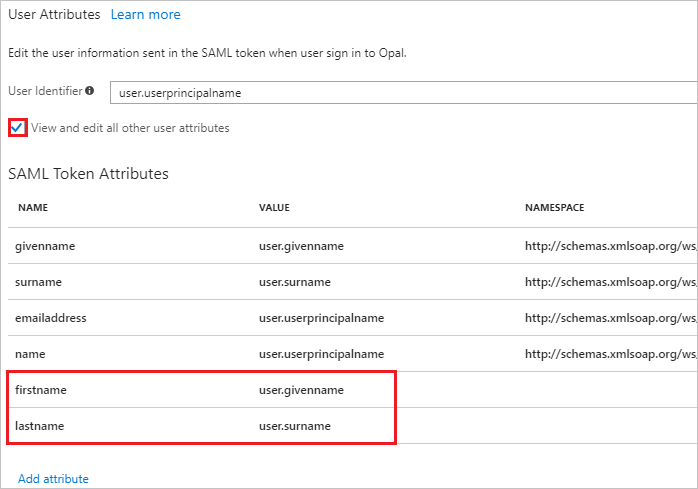 User Attributes Learn more
Edit the user information sent in the SAML token when user sign in to Opal.
User Identifier user.userprincipalname
View and edit all other user attributes
SAML Token Attributes
NAME VALUE NAMESPACE
givenname user.givenname http://schemas.xmlsoap.org/ws,
surname user.surname http://schemas.xmlsoap.org/ws,
emailaddress user.userprincipalname http://schemas.xmlsoap.org/ws,
name user.userprincipalname http://schemas.xmlsoap.org/ws,
firstname user.givenname
lastname user.surname
Add attribute